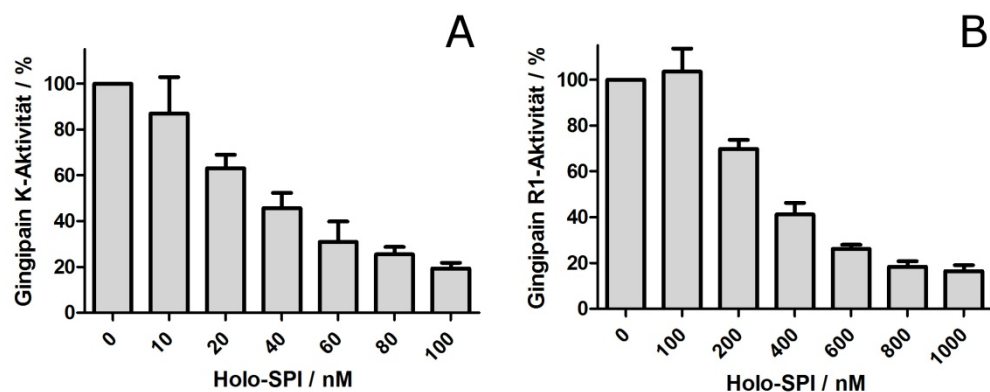 A
Gingipain K-Aktivität / %
100
80
60
40
20
0
0 10 20 40 60 80 100
Holo-SPI / nM
B
Gingipain R1-Aktivität / %
100
80
60
40
20
0
0 100 200 400 600 800 1000
Holo-SPI / nM